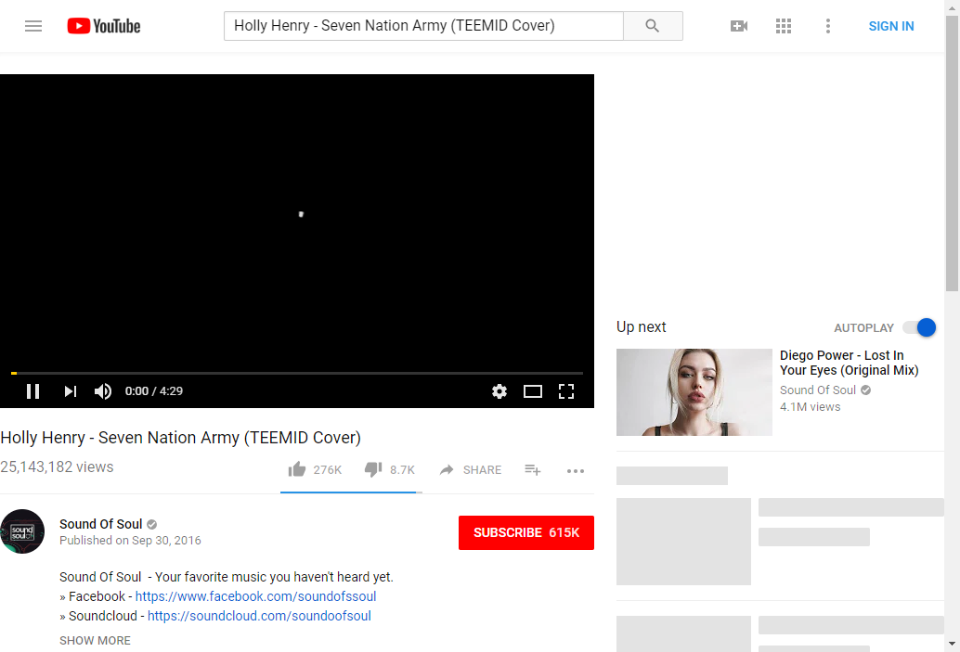 YouTube
Holly Henry - Seven Nation Army (TEEMID Cover)
SIGN IN
0:00 / 4:29
Up next
AUTOPLAY
Diego Power - Lost In
Your Eyes (Original Mix)
Sound Of Soul
4.1M views
Holly Henry - Seven Nation Army (TEEMID Cover)
25,143,182 views
276K
8.7K
SHARE
sound
soul
Sound Of Soul
Published on Sep 30, 2016
SUBSCRIBE 615K
Sound Of Soul - Your favorite music you haven't heard yet.
» Facebook - https://www.facebook.com/soundofssoul
» Soundcloud - https://soundcloud.com/soundoofsoul
SHOW MORE